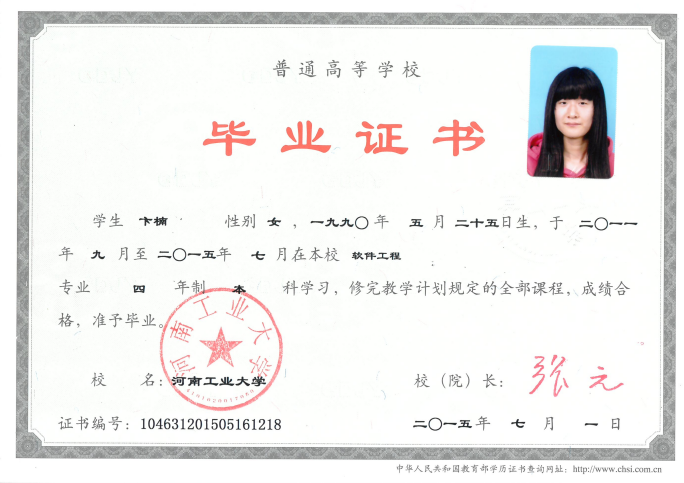 普通高等学校
毕业证书
学生 卞楠 性别 女 ，一九九〇年 五 月 二十五日生，于 二〇一一
年 九 月至 二〇一五年 七 月在本校 软件工程
专业 四 年制 本 科学习，修完教学计划规定的全部课程，成绩合
格，准予毕业。
河南工业大学
校 名：河南工业大学 校（院）长： 张元
证书编号：104631201505161218 二〇一五年 七 月 一 日
中华人民共和国教育部学历证书查询网址：http://www.chsi.com.cn